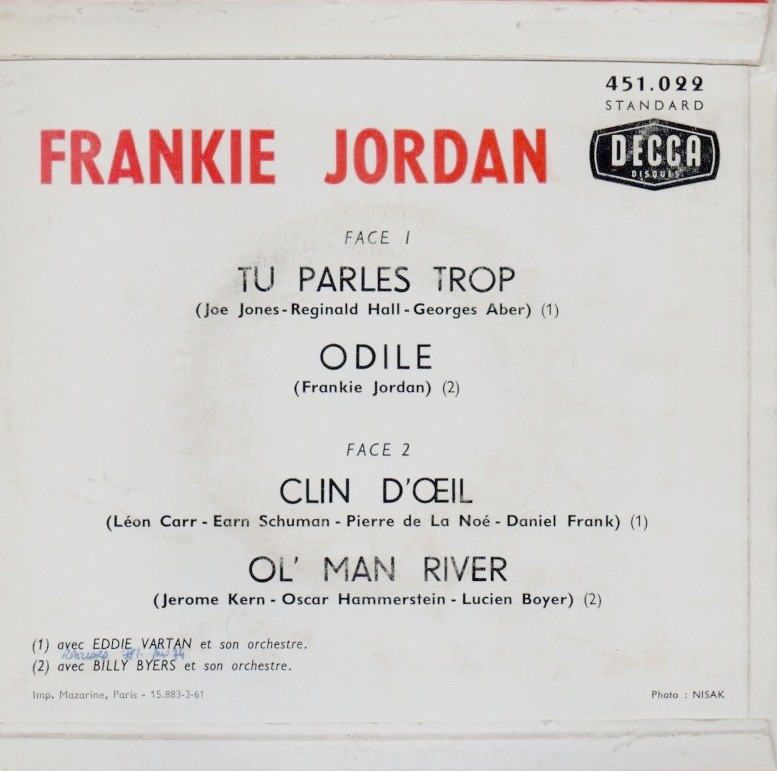 451.022
STANDARD
FRANKIE JORDAN
DECCA
DISQUES
FACE 1
TU PARLES TROP
(Joe Jones - Reginald Hall - Georges Aber) (1)
ODILE
(Frankie Jordan) (2)
FACE 2
CLIN D'ŒIL
(Léon Carr - Earn Schuman - Pierre de La Noé - Daniel Frank) (1)
OL' MAN RIVER
(Jerome Kern - Oscar Hammerstein - Lucien Boyer) (2)
(1) avec EDDIE VARTAN et son orchestre.
(2) avec BILLY BYERS et son orchestre.
Imp. Mazarine, Paris - 15.883-3-61
Photo : NISAK